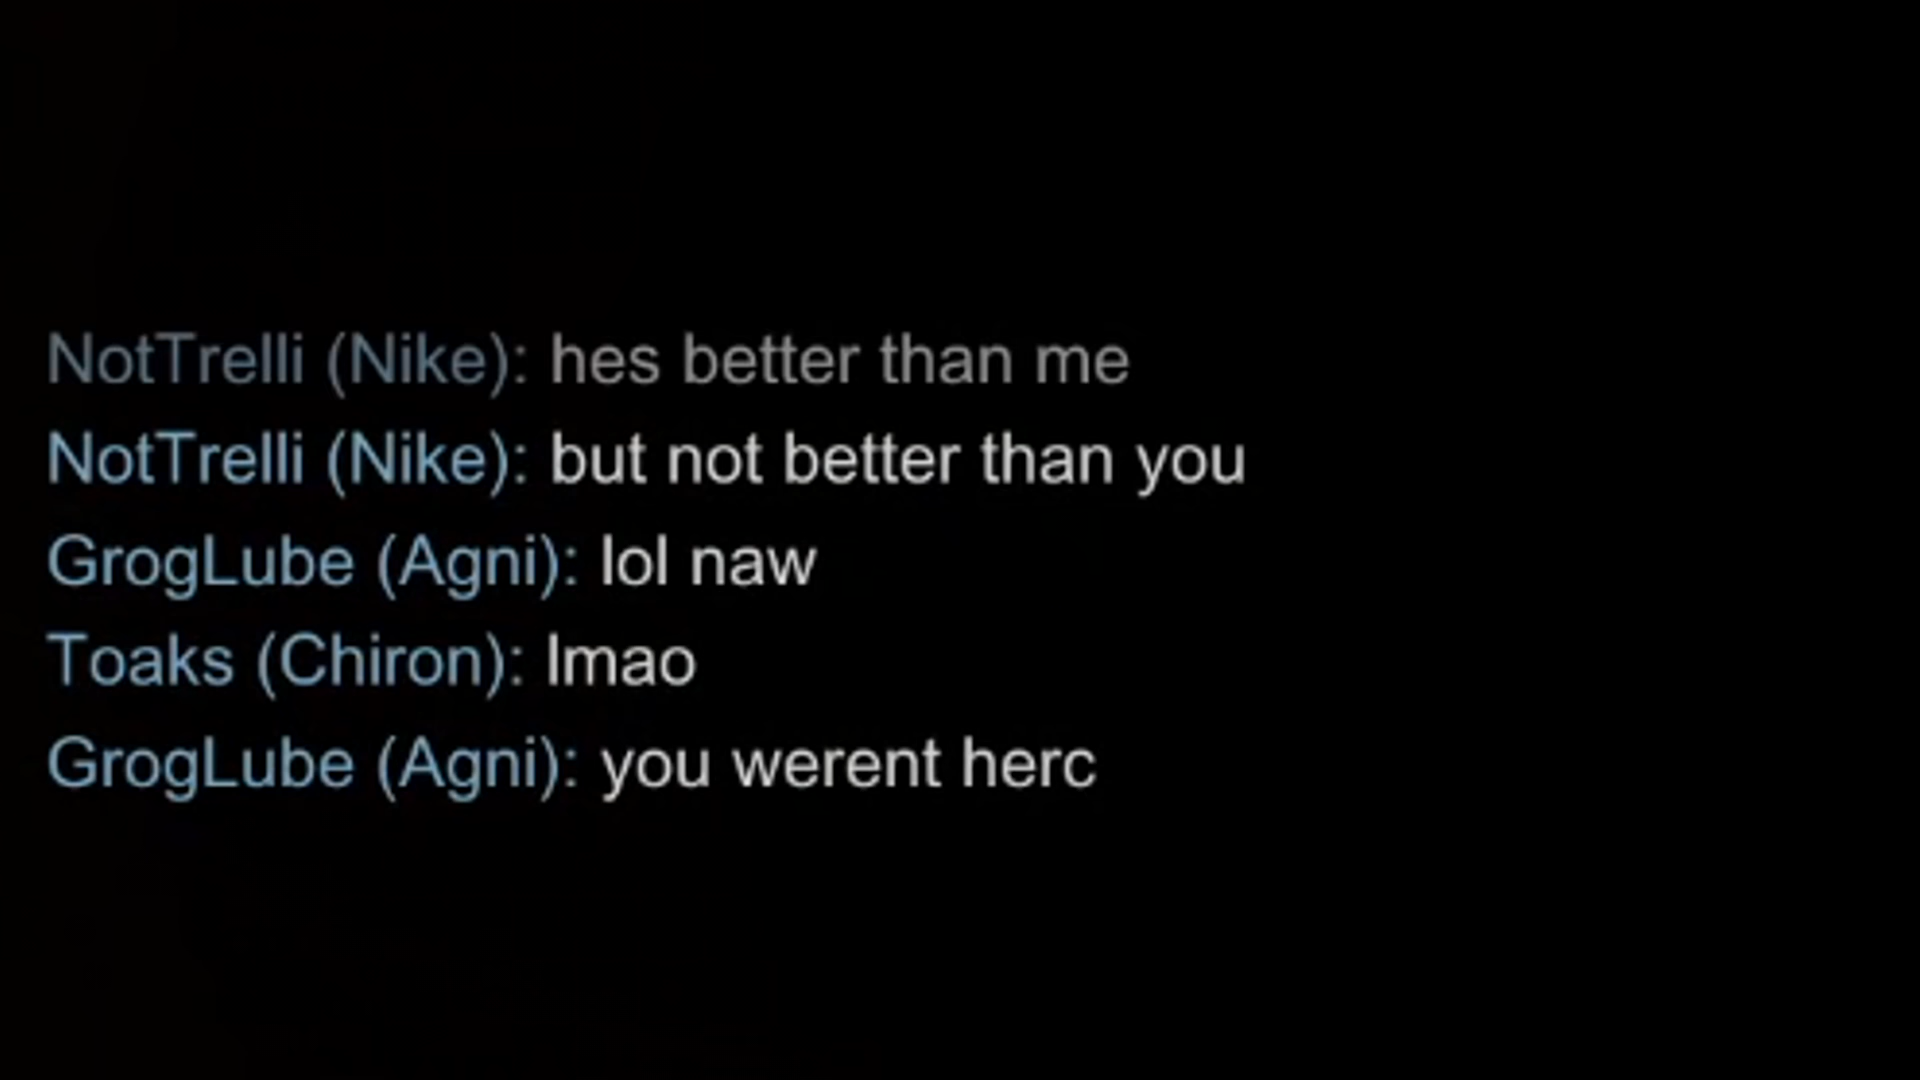 NotTrelli (Nike): hes better than me
NotTrelli (Nike): but not better than you
GrogLube (Agni): lol naw
Toaks (Chiron): lmao
GrogLube (Agni): you werent herc